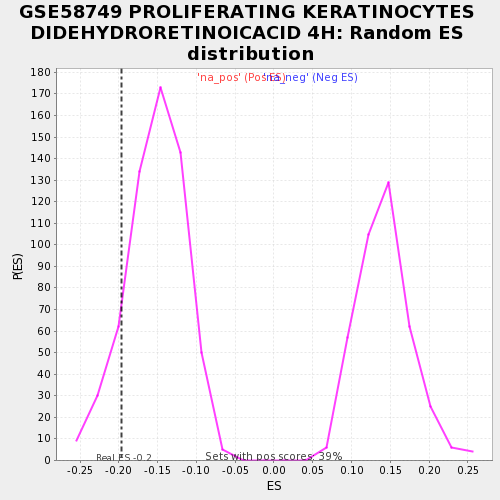 GSE58749 PROLIFERATING KERATINOCYTES
DIDEHYDRORETINOICACID 4H: Random ES
distribution
'na_pos' (Pos ES)
'na_neg' (Neg ES)
P(ES)
180
170
160
150
140
130
120
110
100
90
80
70
60
50
40
30
20
10
0
Real ES -0.2
Sets with pos scores: 39%
-0.25 -0.20 -0.15 -0.10 -0.05 0.00 0.05 0.10 0.15 0.20 0.25
ES